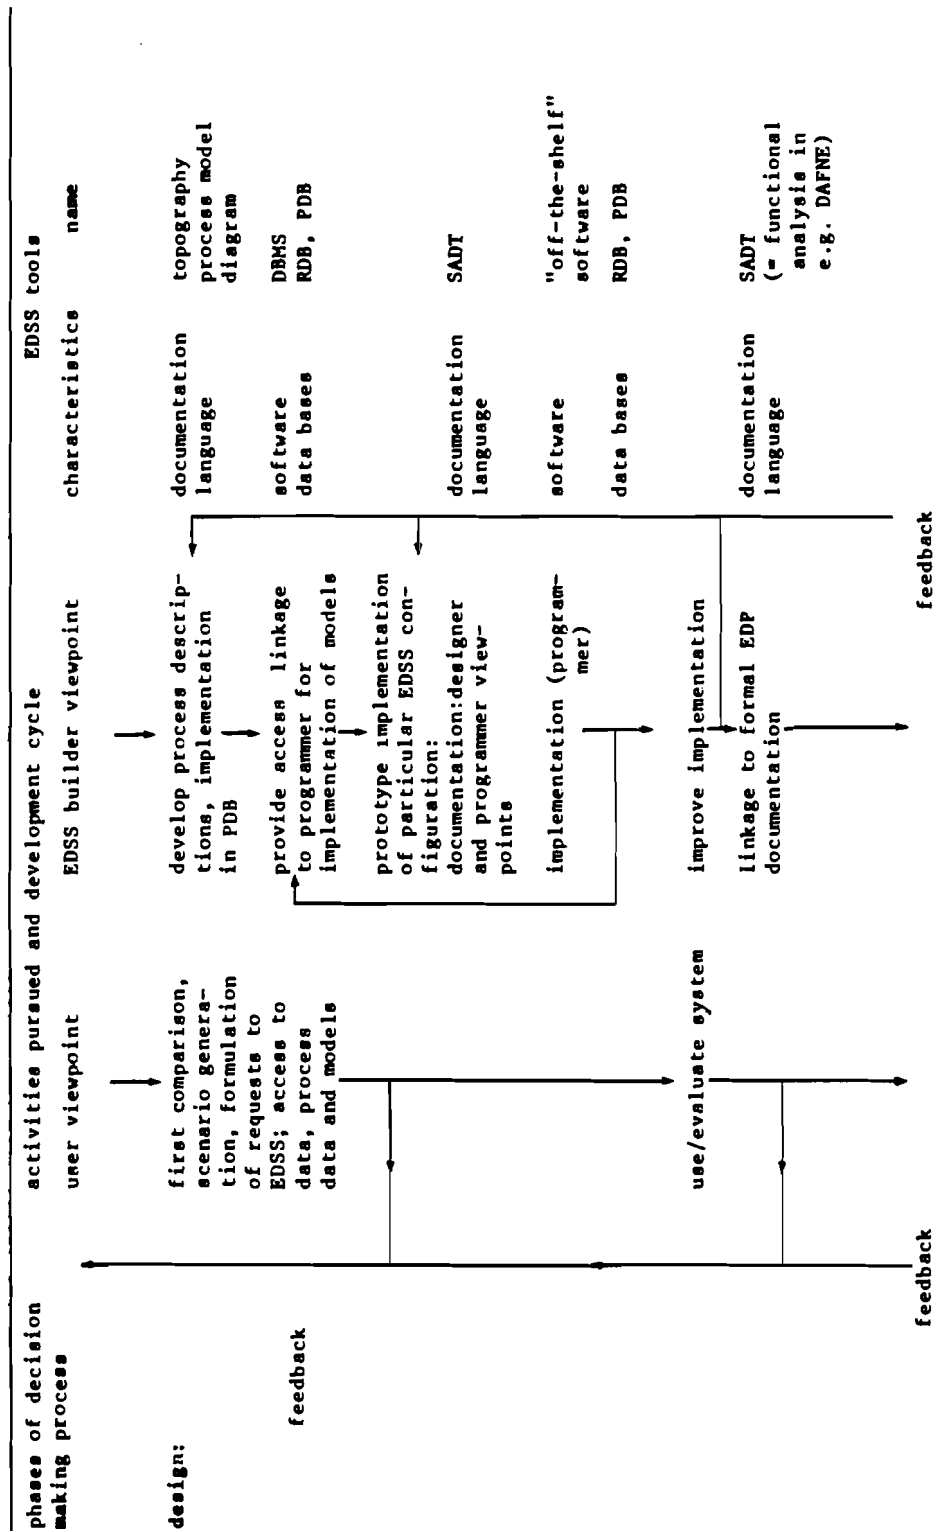 phases of decision
making process
activities pursued and development cycle
user viewpoint
EDSS builder viewpoint
EDSS tools
characteristics
name
design:
feedback
first comparison,
scenario genera-
tion, formulation
of requests to
EDSS; access to
data, process
data and models
use/evaluate system
feedback
develop process descrip-
tions, implementation
in PDB
provide access linkage
to programmer for
implementation of models
prototype implementation
of particular EDSS con-
figuration:
documentation:designer
and programmer view-
points
implementation (program-
mer)
improve implementation
linkage to formal EDP
documentation
feedback
documentation
language
software
data bases
documentation
language
software
data bases
documentation
language
topography
process model
diagram
DBMS
RDB, PDB
SADT
"off-the-shelf"
software
RDB, PDB
SADT
(= functional
analysis in
e.g. DAFNE)